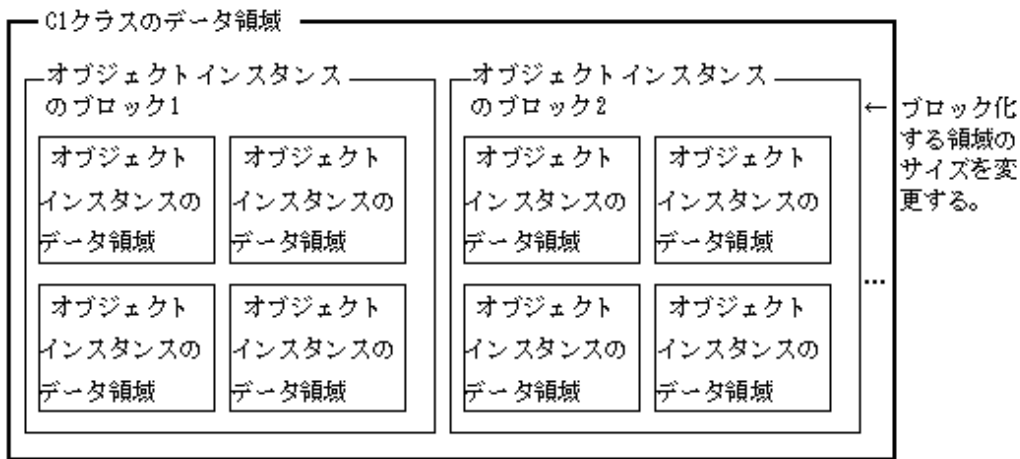 C1クラスのデータ領域
オブジェクトインスタンス
のブロック1
オブジェクト
インスタンスの
データ領域
オブジェクト
インスタンスの
データ領域
オブジェクト
インスタンスの
データ領域
オブジェクト
インスタンスの
データ領域
オブジェクトインスタンス
のブロック2
オブジェクト
インスタンスの
データ領域
オブジェクト
インスタンスの
データ領域
オブジェクト
インスタンスの
データ領域
オブジェクト
インスタンスの
データ領域
…
← ブロック化
する領域の
サイズを変
更する。